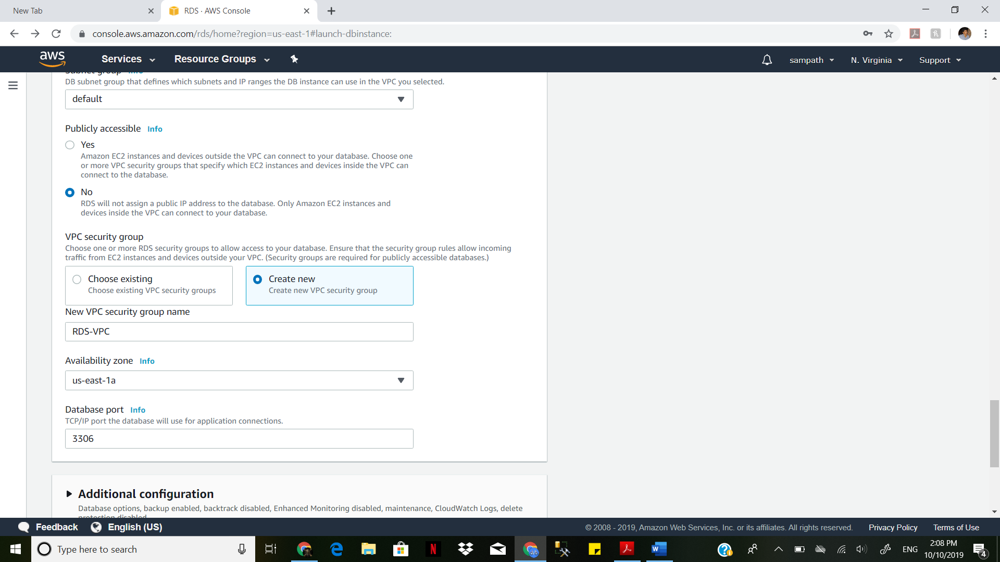 New Tab
RDS · AWS Console
console.aws.amazon.com/rds/home?region=us-east-1#launch-dbinstance:
aws
Services
Resource Groups
sampath
N. Virginia
Support
Subnet group Info
DB subnet group that defines which subnets and IP ranges the DB instance can use in the VPC you selected.
default
Publicly accessible Info
Yes
Amazon EC2 instances and devices outside the VPC can connect to your database. Choose one
or more VPC security groups that specify which EC2 instances and devices inside the VPC can
connect to the database.
No
RDS will not assign a public IP address to the database. Only Amazon EC2 instances and
devices inside the VPC can connect to your database.
VPC security group
Choose one or more RDS security groups to allow access to your database. Ensure that the security group rules allow incoming
traffic from EC2 instances and devices outside your VPC. (Security groups are required for publicly accessible databases.)
Choose existing
Choose existing VPC security groups
Create new
Create new VPC security group
New VPC security group name
RDS-VPC
Availability zone Info
us-east-1a
Database port Info
TCP/IP port the database will use for application connections.
3306
Additional configuration
Database options, backup enabled, backtrack disabled, Enhanced Monitoring disabled, maintenance, CloudWatch Logs, delete
protection disabled
Feedback
English (US)
© 2008 - 2019, Amazon Web Services, Inc. or its affiliates. All rights reserved.
Privacy Policy
Terms of Use
Type here to search
ENG
2:08 PM
10/10/2019
4